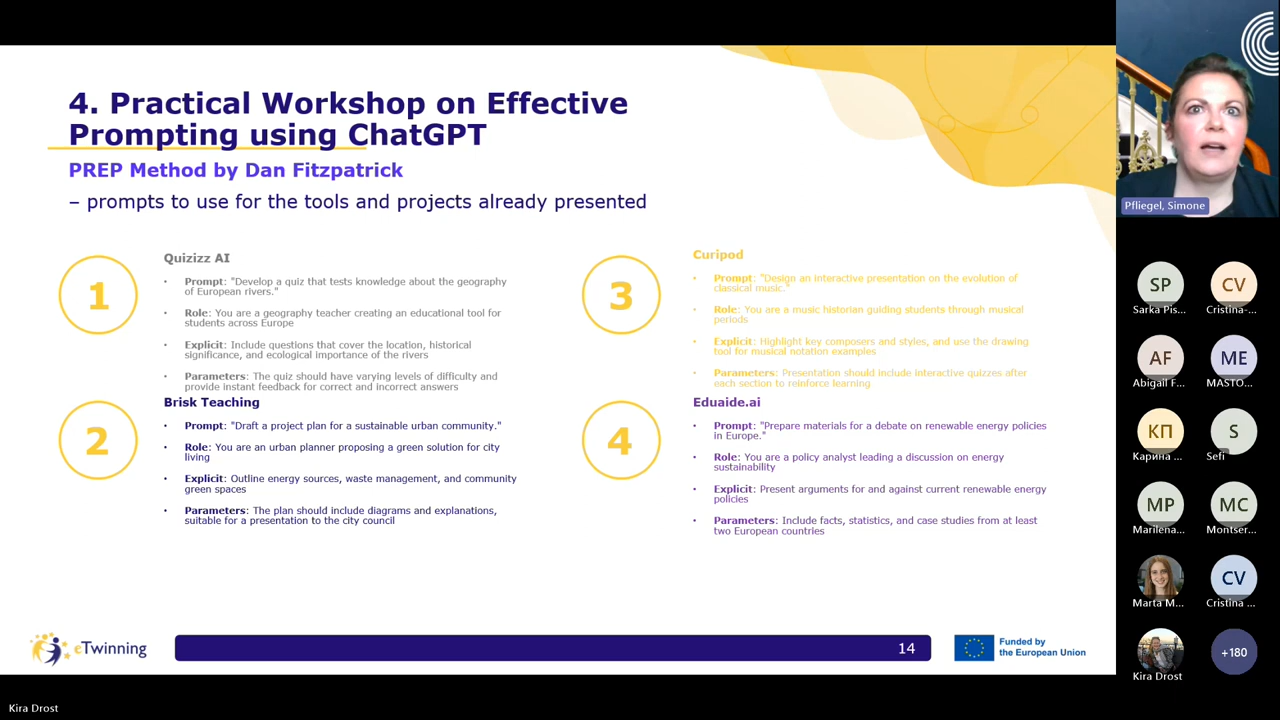 4. Practical Workshop on Effective
Prompting using ChatGPT
PREP Method by Dan Fitzpatrick
– prompts to use for the tools and projects already presented
1
Quizizz AI
• Prompt: "Develop a quiz that tests knowledge about the geography
of European rivers."
• Role: You are a geography teacher creating an educational tool for
students across Europe
• Explicit: Include questions that cover the location, historical
significance, and ecological importance of the rivers
• Parameters: The quiz should have varying levels of difficulty and
provide instant feedback for correct and incorrect answers
2
Brisk Teaching
• Prompt: "Draft a project plan for a sustainable urban community."
• Role: You are an urban planner proposing a green solution for city
living
• Explicit: Outline energy sources, waste management, and community
green spaces
• Parameters: The plan should include diagrams and explanations,
suitable for a presentation to the city council
3
Curipod
• Prompt: "Design an interactive presentation on the evolution of
classical music."
• Role: You are a music historian guiding students through musical
periods
• Explicit: Highlight key composers and styles, and use the drawing
tool for musical notation examples
• Parameters: Presentation should include interactive quizzes after
each section to reinforce learning
4
Eduaide.ai
• Prompt: "Prepare materials for a debate on renewable energy policies
in Europe."
• Role: You are a policy analyst leading a discussion on energy
sustainability
• Explicit: Present arguments for and against current renewable energy
policies
• Parameters: Include facts, statistics, and case studies from at least
two European countries
eTwinning
14
Funded by
the European Union
Pfliegel, Simone
SP
Sarka Pis...
CV
Cristina-...
AF
Abigail F...
ME
MASTO...
КП
Карина ...
S
Sefi
MP
Marilena...
MC
Montser...
Marta M...
CV
Cristina ...
Kira Drost
+180
Kira Drost